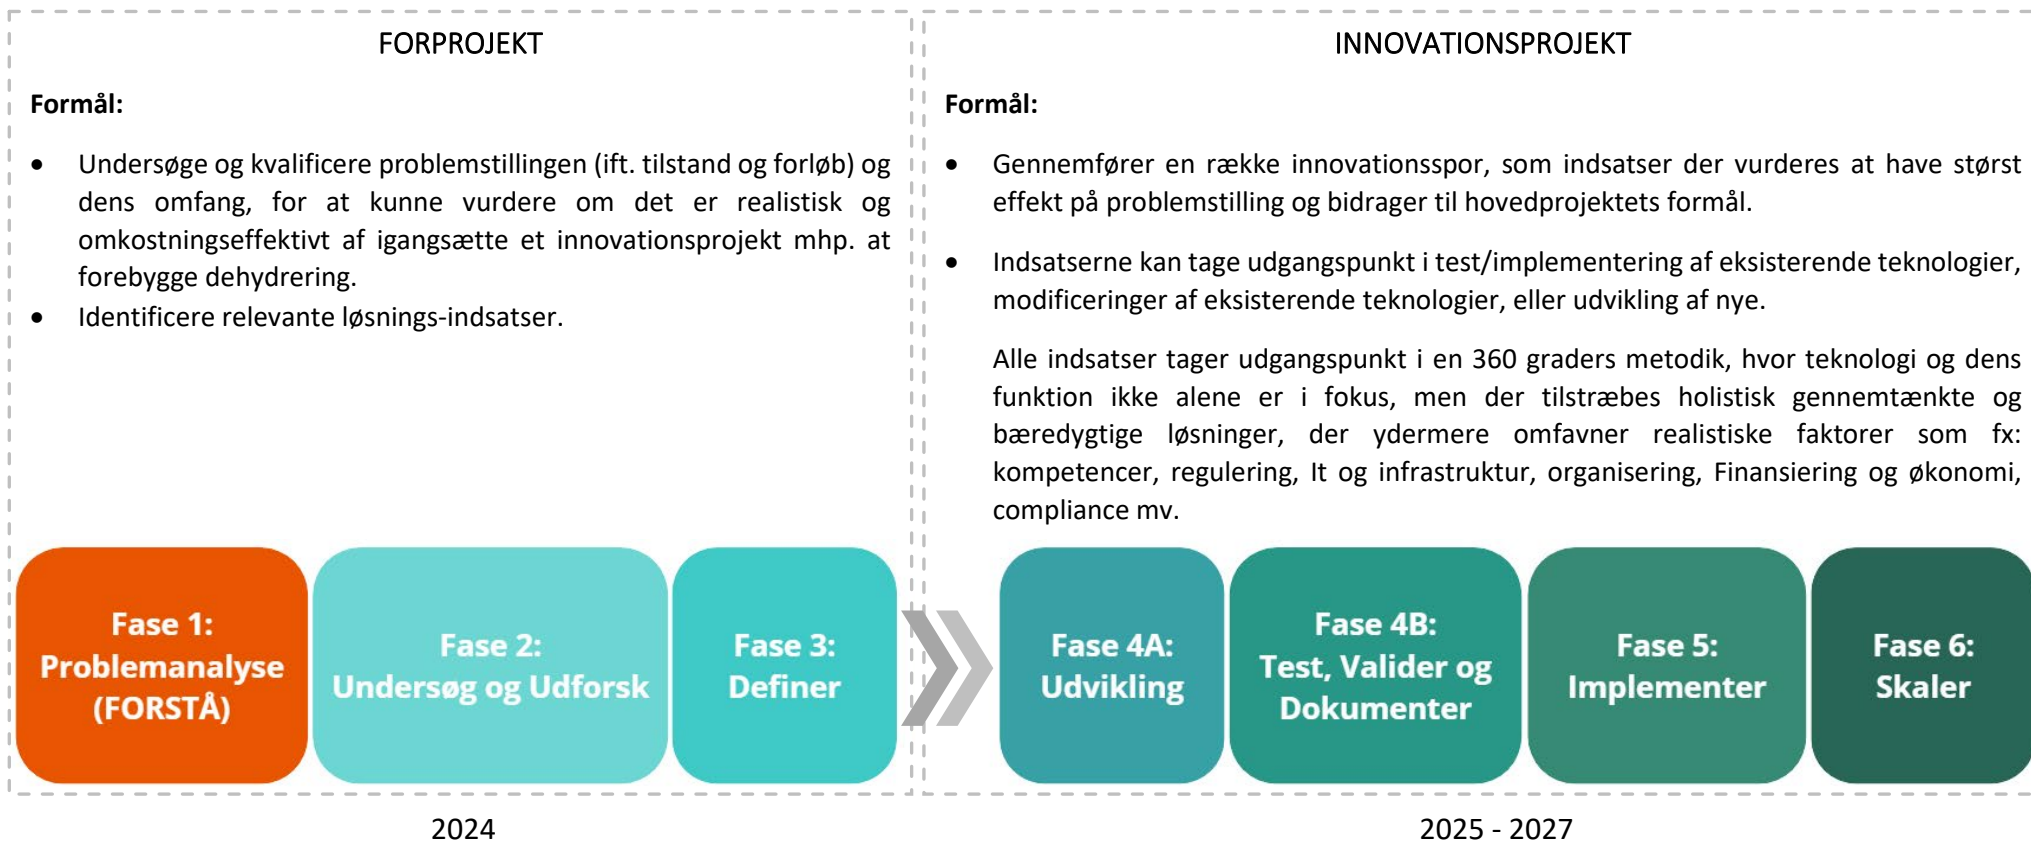 FORPROJEKT
Formål:
• Undersøge og kvalificere problemstillingen (ift. tilstand og forløb) og
dens omfang, for at kunne vurdere om det er realistisk og
omkostningseffektivt af igangsætte et innovationsprojekt mhp. at
forebygge dehydrering.
• Identificere relevante løsnings-indsatser.
Fase 1:
Problemanalyse
(FORSTÅ)
Fase 2:
Undersøg og Udforsk
Fase 3:
Definer
2024
INNOVATIONSPROJEKT
Formål:
• Gennemfører en række innovationsspor, som indsatser der vurderes at have størst
effekt på problemstilling og bidrager til hovedprojektets formål.
• Indsatserne kan tage udgangspunkt i test/implementering af eksisterende teknologier,
modificeringer af eksisterende teknologier, eller udvikling af nye.
Alle indsatser tager udgangspunkt i en 360 graders metodik, hvor teknologi og dens
funktion ikke alene er i fokus, men der tilstræbes holistisk gennemtænkte og
bæredygtige løsninger, der ydermere omfavner realistiske faktorer som fx:
kompetencer, regulering, It og infrastruktur, organisering, Finansiering og økonomi,
compliance mv.
Fase 4A:
Udvikling
Fase 4B:
Test, Valider og
Dokumenter
Fase 5:
Implementer
Fase 6:
Skaler
2025 - 2027